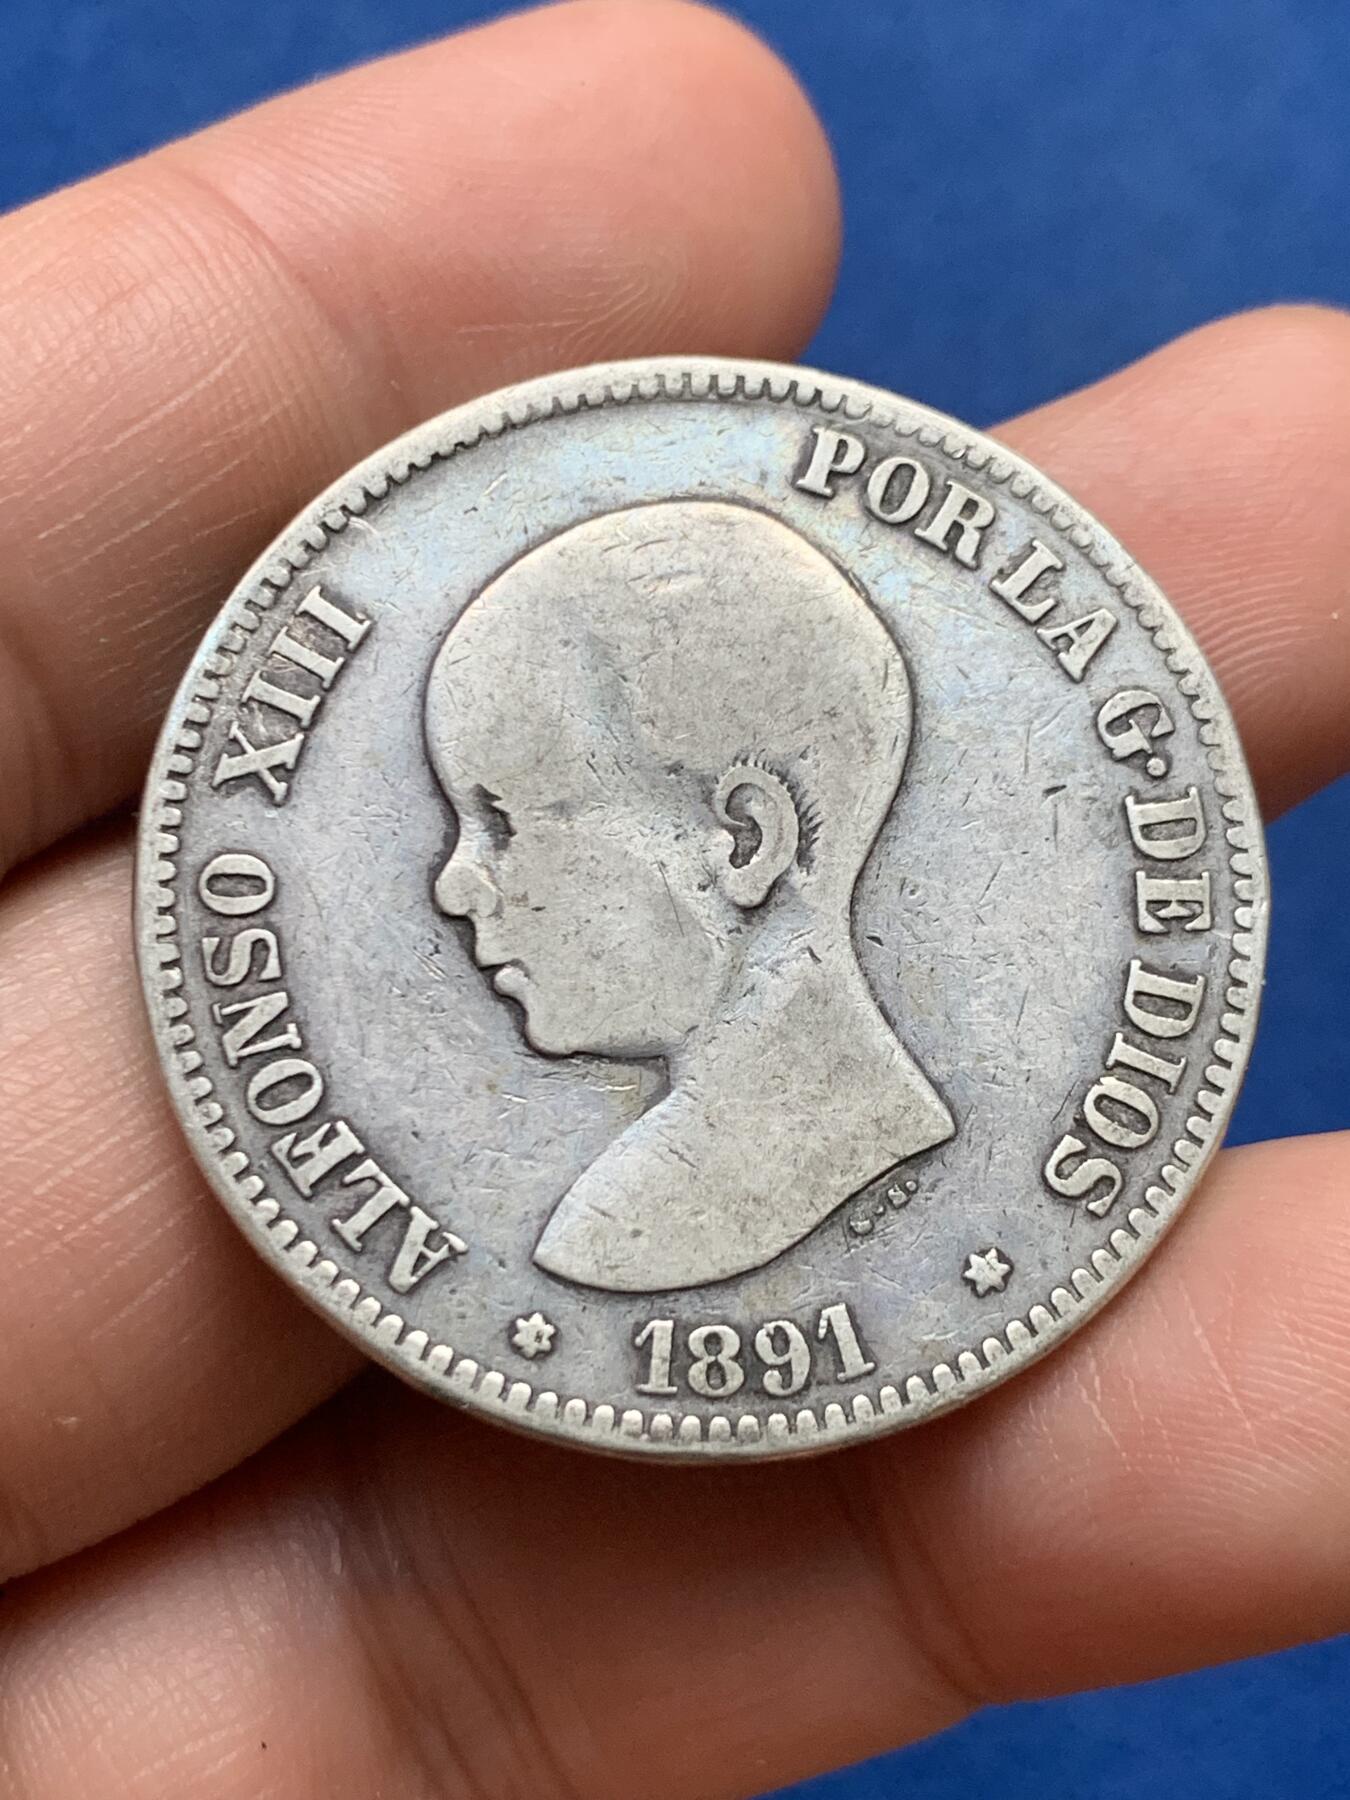 ALFONSO XIII POR LA G. DE DIOS
1891
G.S.